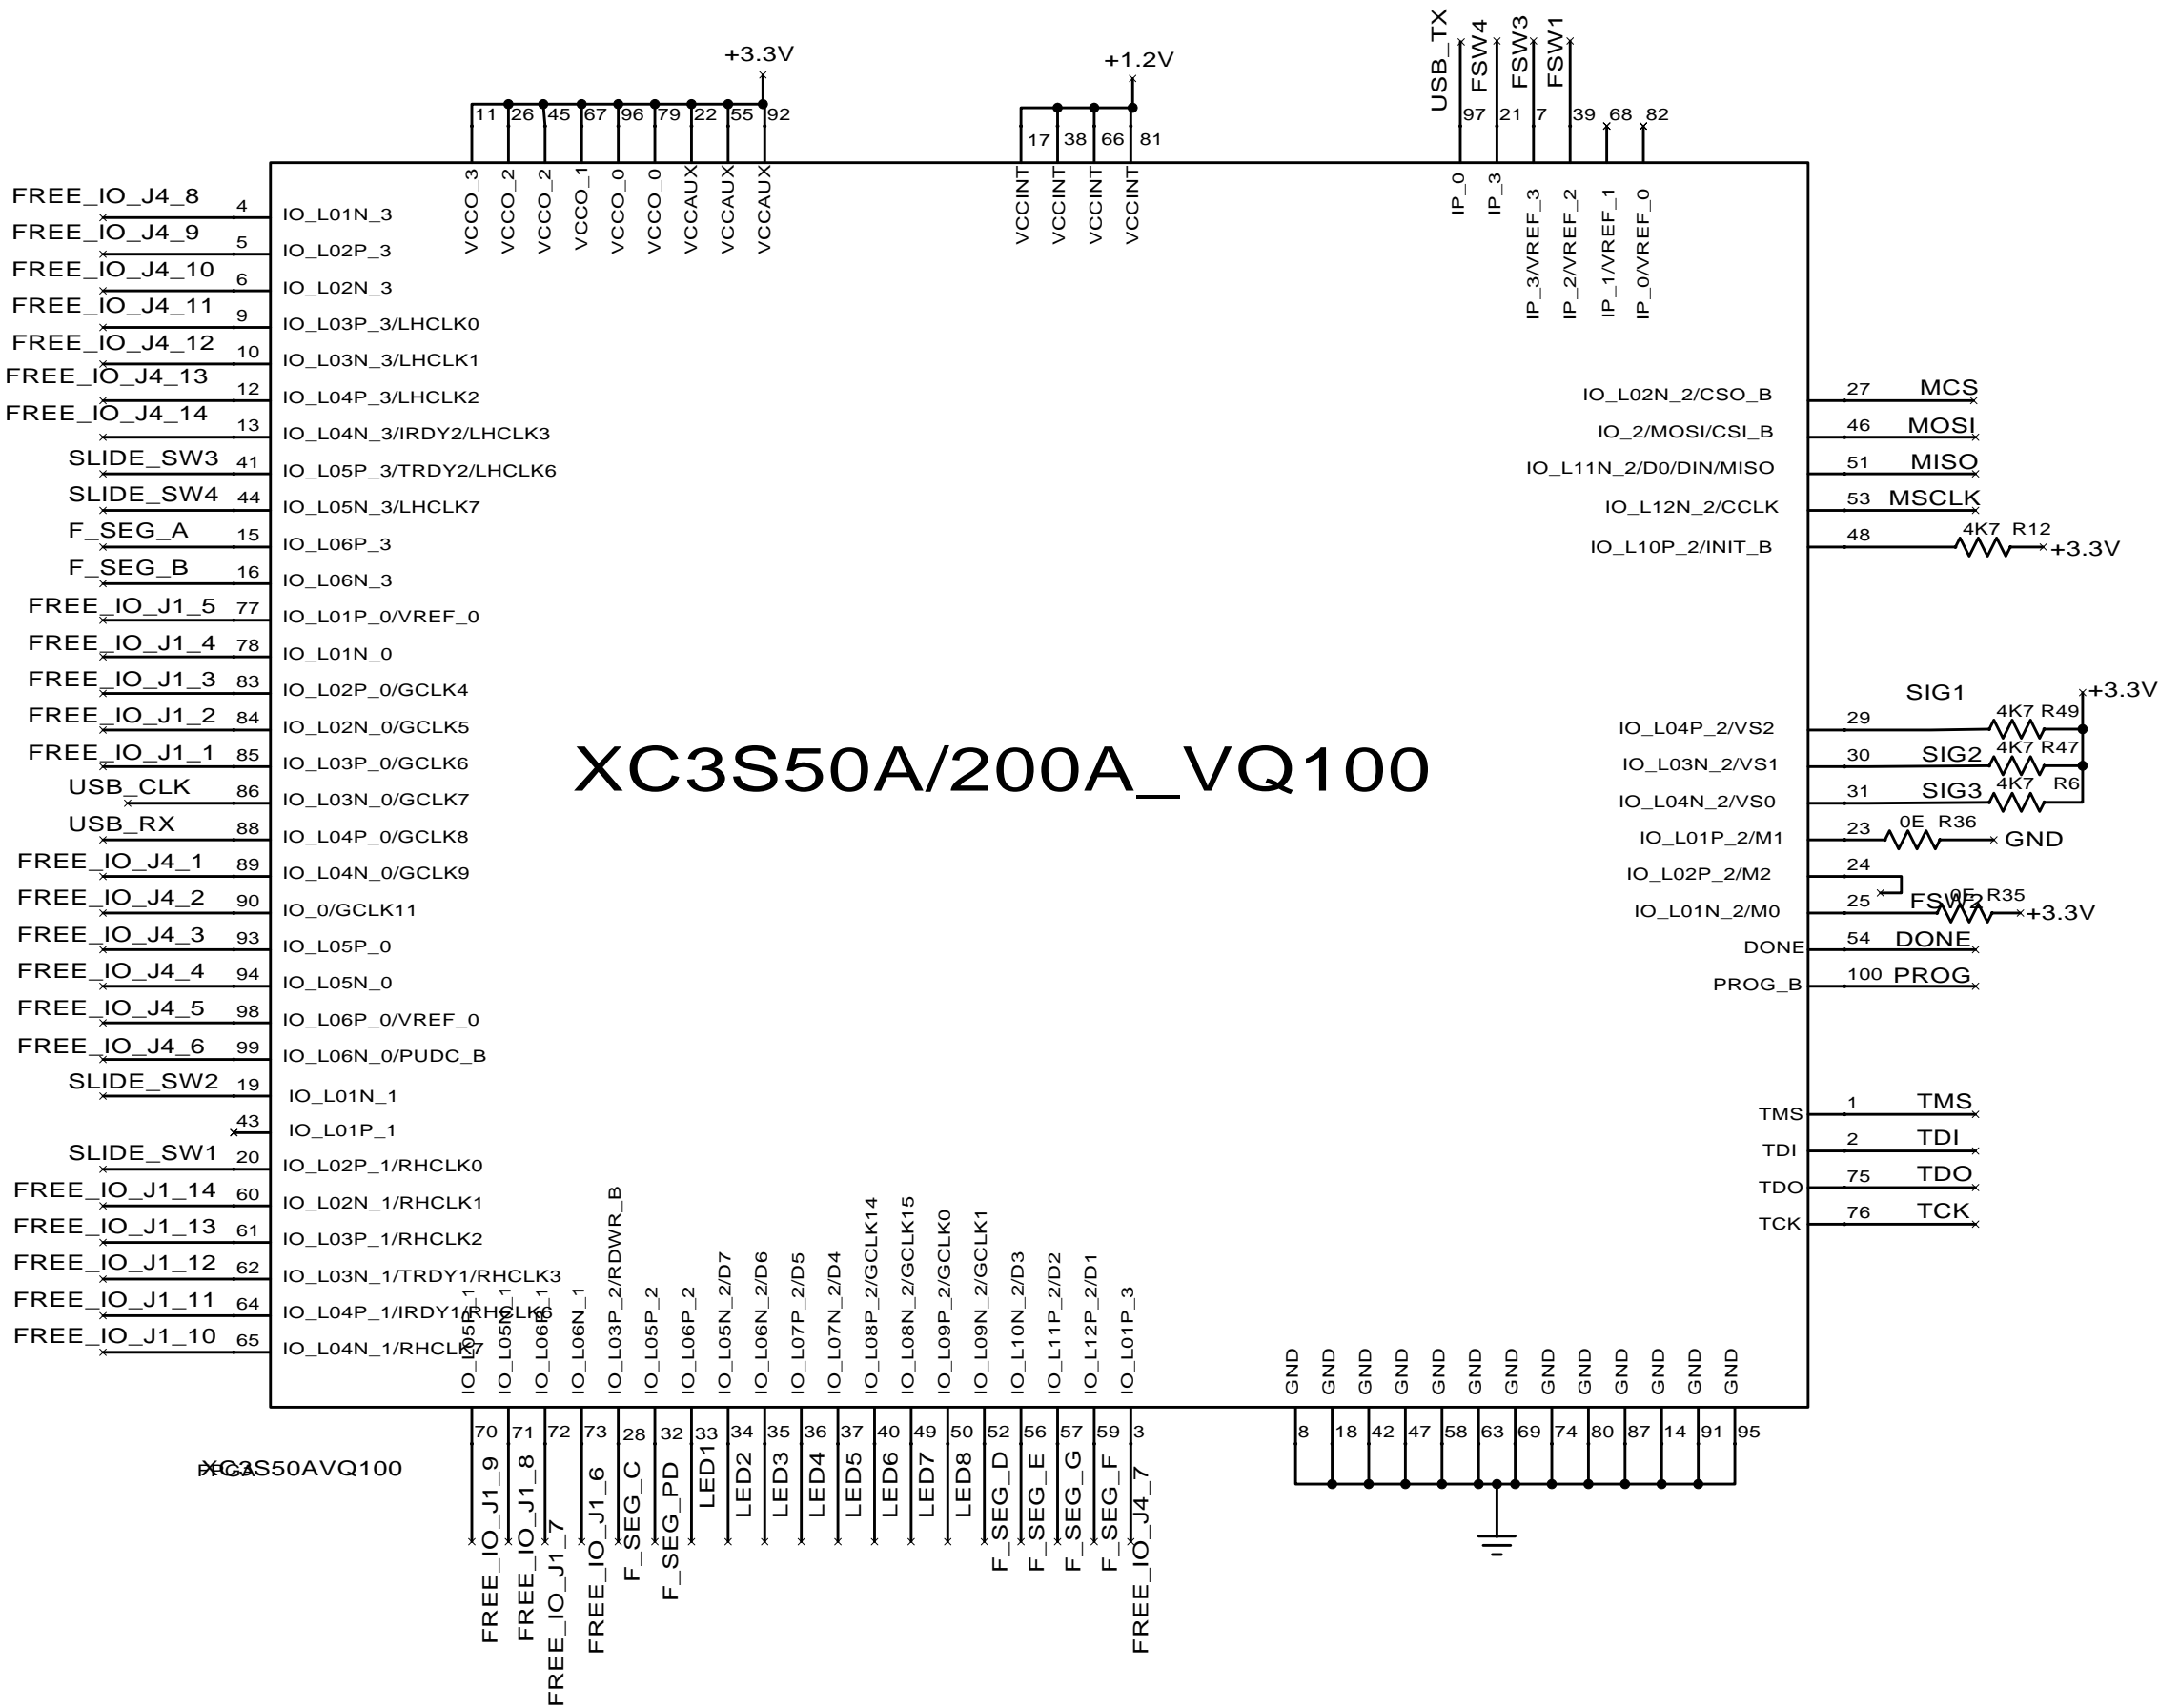 +3.3V
11 26 45 67 96 79 22 55 92
VCCO_3
VCCO_2
VCCO_2
VCCO_1
VCCO_0
VCCO_0
VCCAUX
VCCAUX
VCCAUX
+1.2V
17 38 66 81
VCCINT
VCCINT
VCCINT
VCCINT
USB_TX
FSW4
FSW3
FSW1
97 21 7 39 68 82
IP_0
IP_3
IP_3/VREF_3
IP_2/VREF_2
IP_1/VREF_1
IP_0/VREF_0
FREE_IO_J4_8 4 IO_L01N_3
FREE_IO_J4_9 5 IO_L02P_3
FREE_IO_J4_10 6 IO_L02N_3
FREE_IO_J4_11 9 IO_L03P_3/LHCLK0
FREE_IO_J4_12 10 IO_L03N_3/LHCLK1
FREE_IO_J4_13 12 IO_L04P_3/LHCLK2
FREE_IO_J4_14 13 IO_L04N_3/IRDY2/LHCLK3
SLIDE_SW3 41 IO_L05P_3/TRDY2/LHCLK6
SLIDE_SW4 44 IO_L05N_3/LHCLK7
F_SEG_A 15 IO_L06P_3
F_SEG_B 16 IO_L06N_3
FREE_IO_J1_5 77 IO_L01P_0/VREF_0
FREE_IO_J1_4 78 IO_L01N_0
FREE_IO_J1_3 83 IO_L02P_0/GCLK4
FREE_IO_J1_2 84 IO_L02N_0/GCLK5
FREE_IO_J1_1 85 IO_L03P_0/GCLK6
USB_CLK 86 IO_L03N_0/GCLK7
USB_RX 88 IO_L04P_0/GCLK8
FREE_IO_J4_1 89 IO_L04N_0/GCLK9
FREE_IO_J4_2 90 IO_0/GCLK11
FREE_IO_J4_3 93 IO_L05P_0
FREE_IO_J4_4 94 IO_L05N_0
FREE_IO_J4_5 98 IO_L06P_0/VREF_0
FREE_IO_J4_6 99 IO_L06N_0/PUDC_B
SLIDE_SW2 19 IO_L01N_1
43 IO_L01P_1
SLIDE_SW1 20 IO_L02P_1/RHCLK0
FREE_IO_J1_14 60 IO_L02N_1/RHCLK1
FREE_IO_J1_13 61 IO_L03P_1/RHCLK2
FREE_IO_J1_12 62 IO_L03N_1/TRDY1/RHCLK3
FREE_IO_J1_11 64 IO_L04P_1/IRDY1/RHCLK6
FREE_IO_J1_10 65 IO_L04N_1/RHCLK7
XC3S50A/200A_VQ100
IO_L02N_2/CSO_B 27 MCS
IO_2/MOSI/CSI_B 46 MOSI
IO_L11N_2/D0/DIN/MISO 51 MISO
IO_L12N_2/CCLK 53 MSCLK
IO_L10P_2/INIT_B 48 4K7 R12 +3.3V
+3.3V
IO_L04P_2/VS2 29 SIG1 4K7 R49
IO_L03N_2/VS1 30 SIG2 4K7 R47
IO_L04N_2/VS0 31 SIG3 4K7 R6
IO_L01P_2/M1 23 0E R36 GND
IO_L02P_2/M2 24
FSW2
IO_L01N_2/M0 25 0E R35 +3.3V
DONE 54 DONE
PROG_B 100 PROG
TMS 1 TMS
TDI 2 TDI
TDO 75 TDO
TCK 76 TCK
IO_L05P_1
IO_L05N_1
IO_L06P_1
IO_L06N_1
IO_L03P_2/RDWR_B
IO_L05P_2
IO_L06P_2
IO_L05N_2/D7
IO_L06N_2/D6
IO_L07P_2/D5
IO_L07N_2/D4
IO_L08P_2/GCLK14
IO_L08N_2/GCLK15
IO_L09P_2/GCLK0
IO_L09N_2/GCLK1
IO_L10N_2/D3
IO_L11P_2/D2
IO_L12P_2/D1
IO_L01P_3
70 71 72 73 28 32 33 34 35 36 37 40 49 50 52 56 57 59 3
FREE_IO_J1_9
FREE_IO_J1_8
FREE_IO_J1_7
FREE_IO_J1_6
F_SEG_C
F_SEG_PD
LED1
LED2
LED3
LED4
LED5
LED6
LED7
LED8
F_SEG_D
F_SEG_E
F_SEG_G
F_SEG_F
FREE_IO_J4_7
GND
GND
GND
GND
GND
GND
GND
GND
GND
GND
GND
GND
GND
8 18 42 47 58 63 69 74 80 87 14 91 95
XC3S50AVQ100